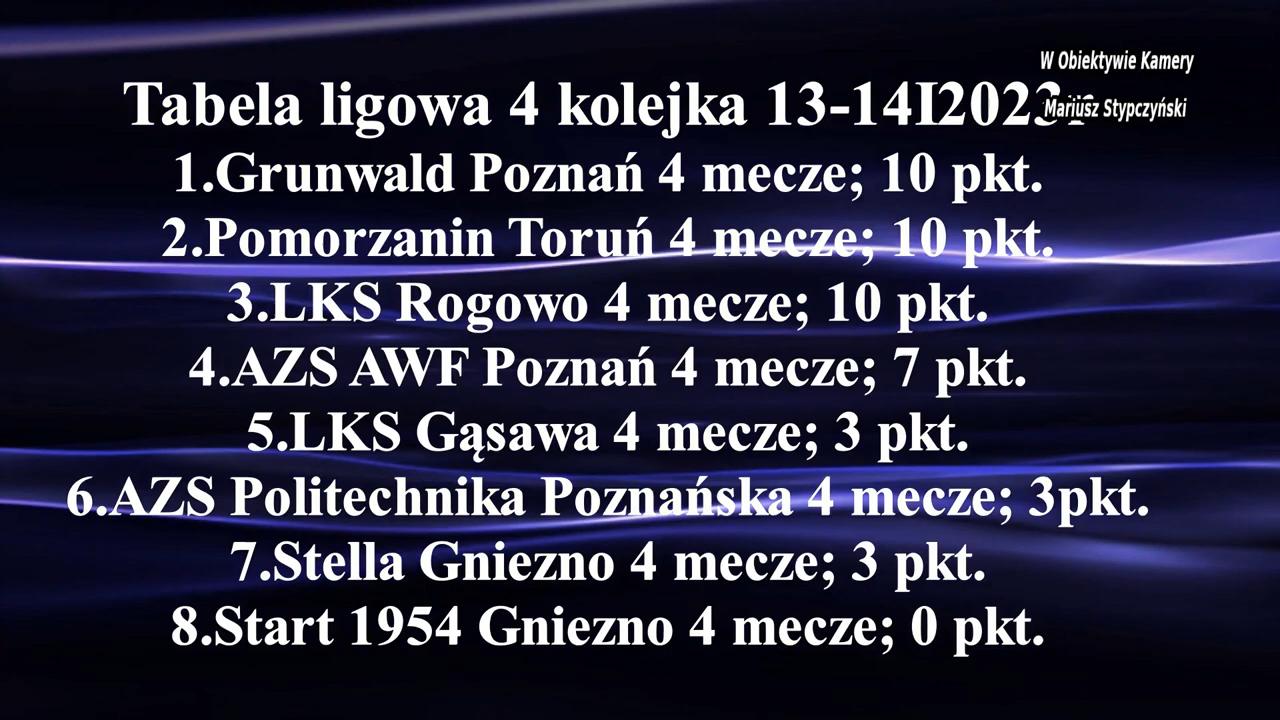 W Obiektywie Kamery
Tabela ligowa 4 kolejka 13-14I2023r
Mariusz Stypczyński
1.Grunwald Poznań 4 mecze; 10 pkt.
2.Pomorzanin Toruń 4 mecze; 10 pkt.
3.LKS Rogowo 4 mecze; 10 pkt.
4.AZS AWF Poznań 4 mecze; 7 pkt.
5.LKS Gąsawa 4 mecze; 3 pkt.
6.AZS Politechnika Poznańska 4 mecze; 3pkt.
7.Stella Gniezno 4 mecze; 3 pkt.
8.Start 1954 Gniezno 4 mecze; 0 pkt.